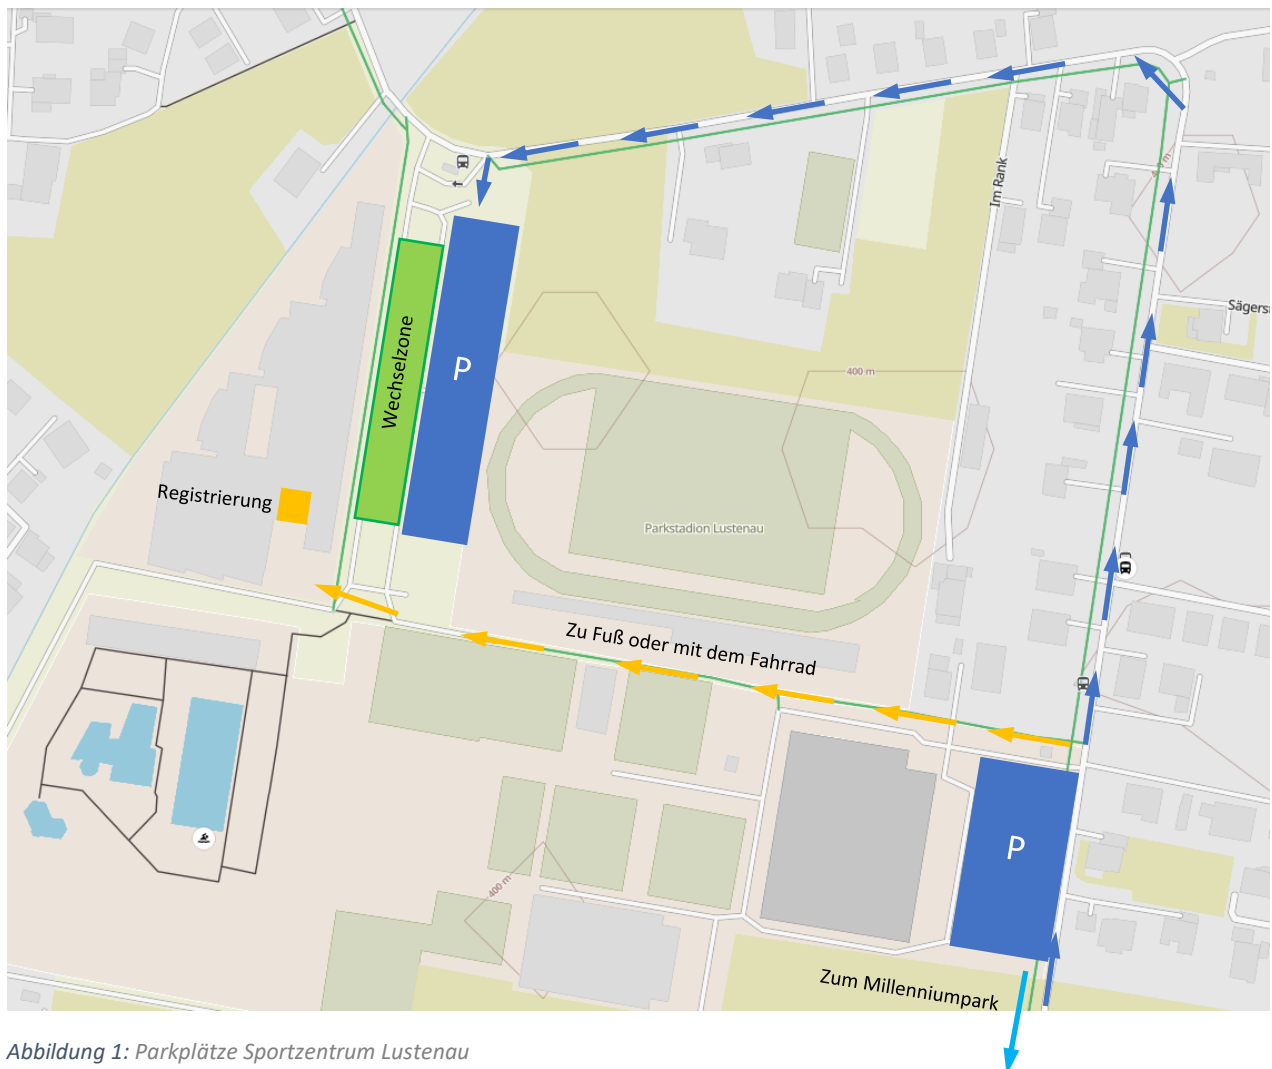 Im Rank
Sägerst
Wechselzone
P
400 m
Registrierung
Parkstadion Lustenau
Zu Fuß oder mit dem Fahrrad
P
400 m
Zum Millenniumpark
Abbildung 1: Parkplätze Sportzentrum Lustenau